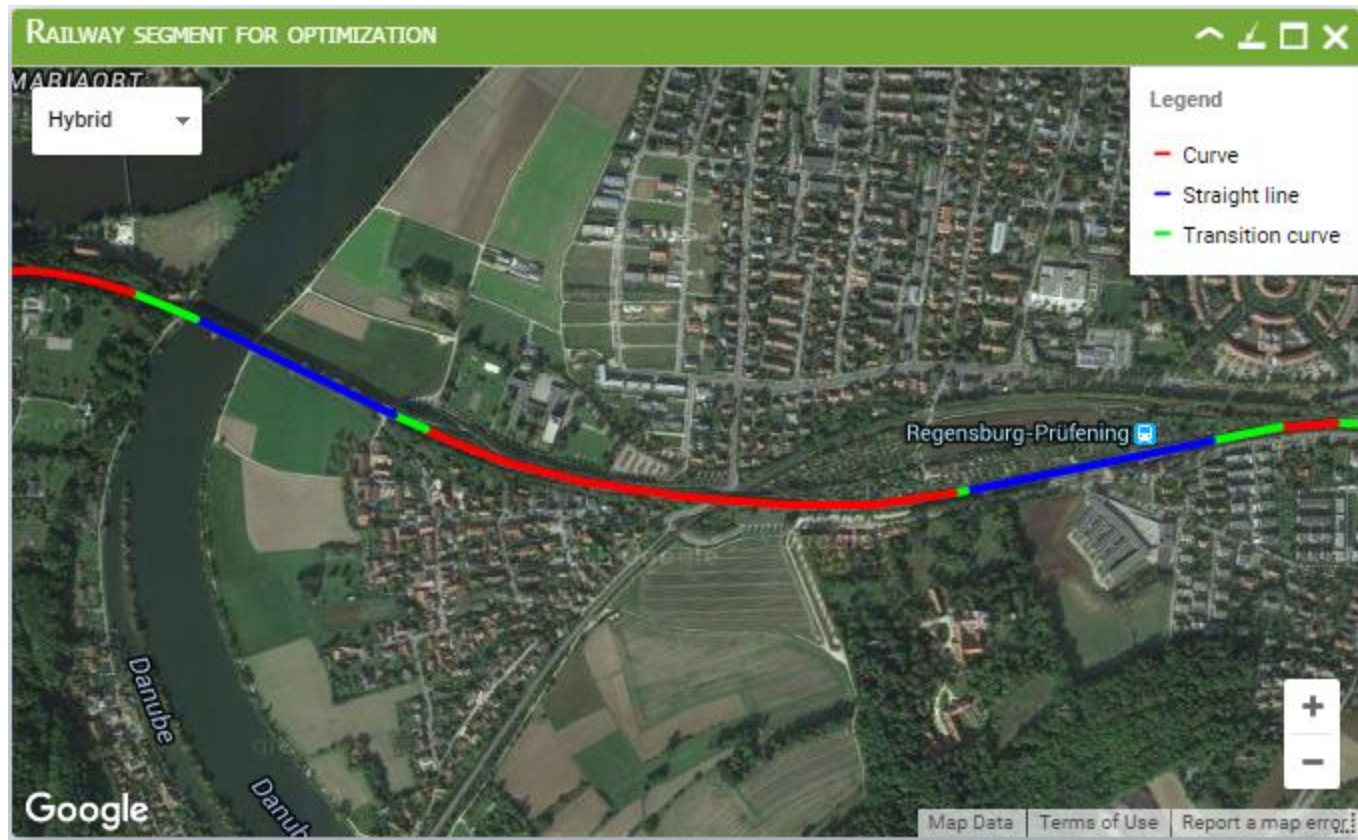 RAILWAY SEGMENT FOR OPTIMIZATION
MARIAORT
Hybrid
Legend
Curve
Straight line
Transition curve
Regensburg-Prüfening
Danube
Danub
Google
Map Data
Terms of Use
Report a map error